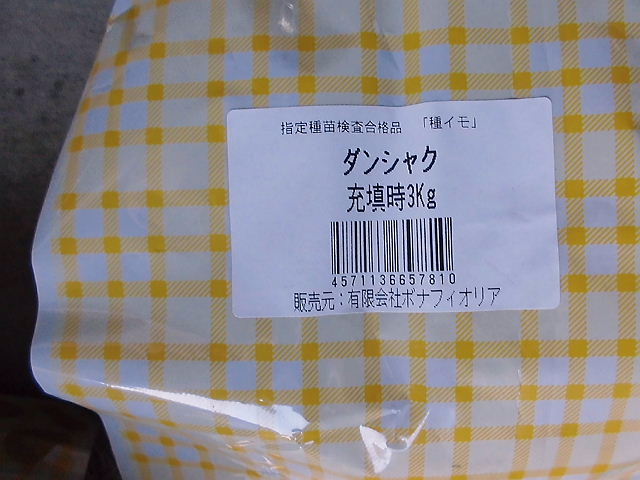 指定種苗検査合格品 「種イモ」
ダンシャク
充填時3Kg
4571136657810
販売元:有限会社ボナフィオリア